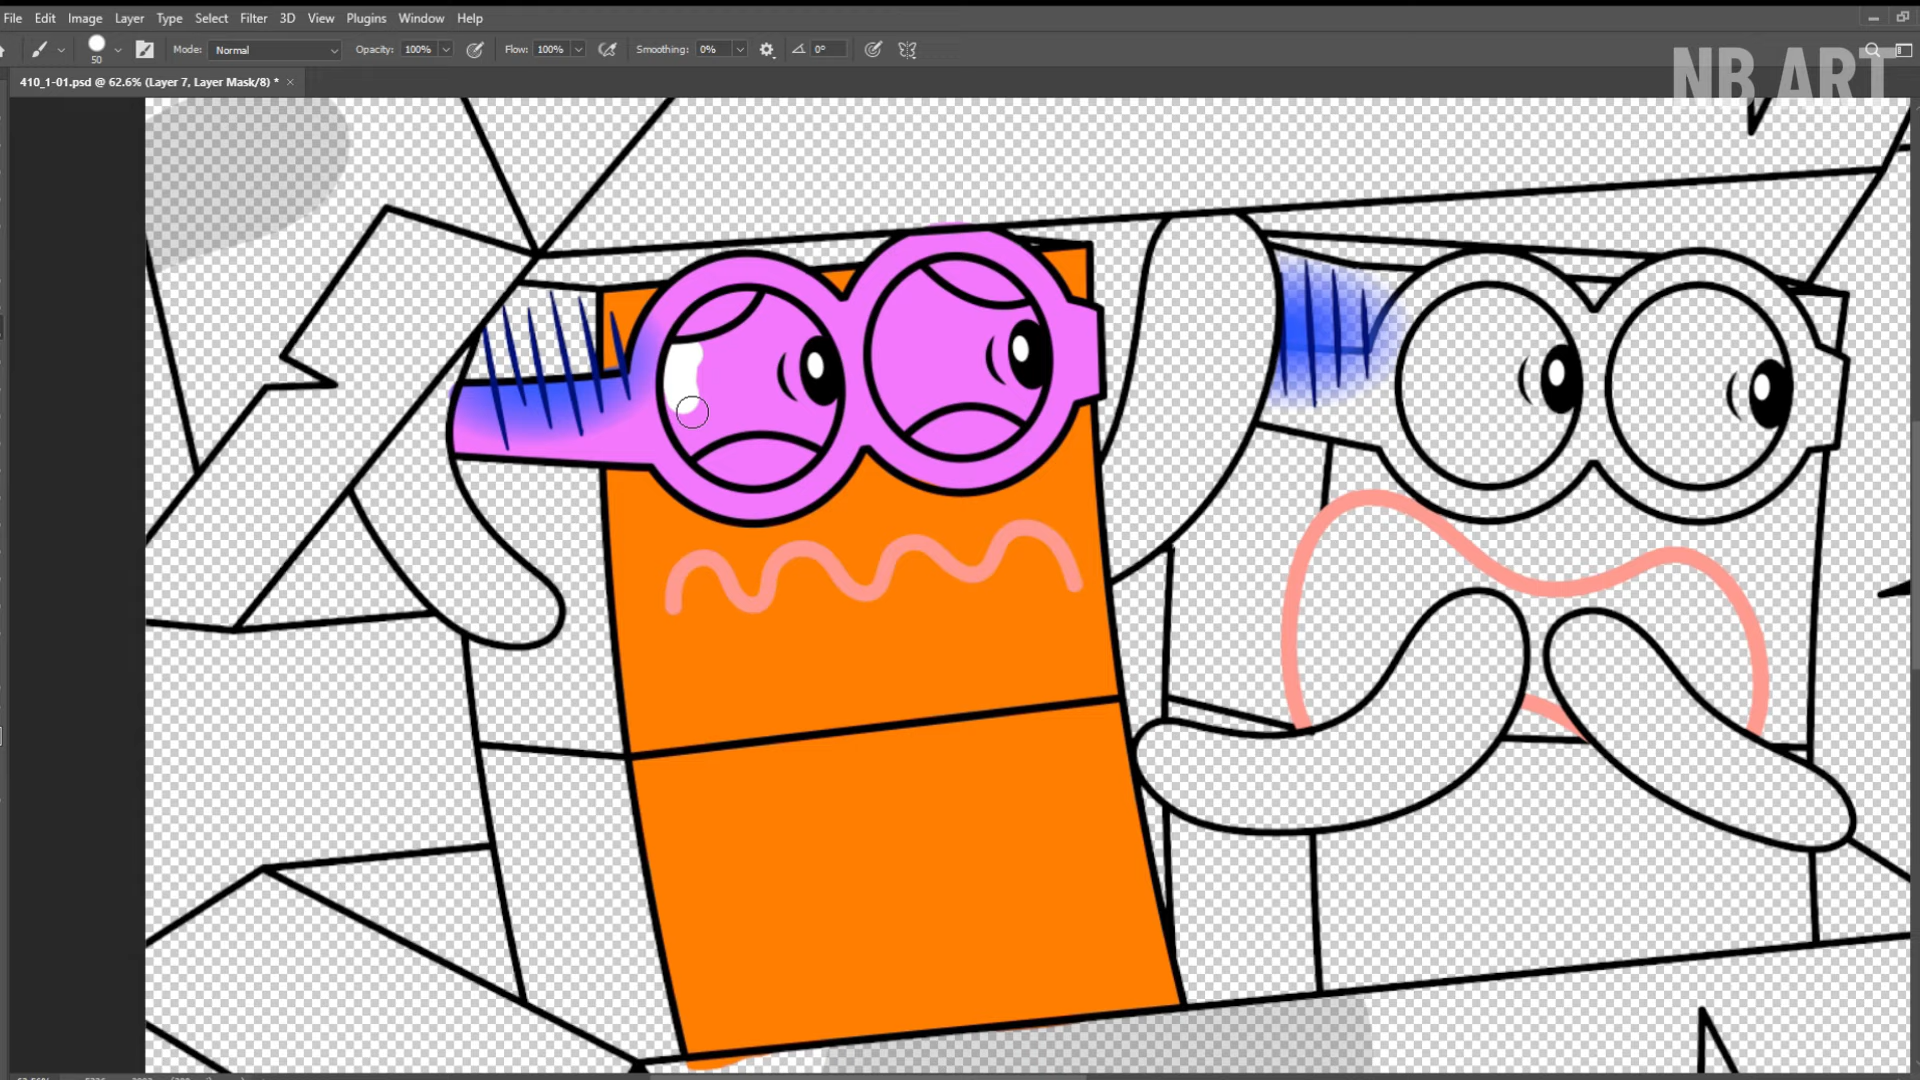 File Edit Image Layer Type Select Filter 3D View Plugins Window Help
50 Mode: Normal Opacity: 100% Flow: 100% Smoothing: 0% 0°
NB ART
410_1-01.psd @ 62.6% (Layer 7, Layer Mask/8) * ×